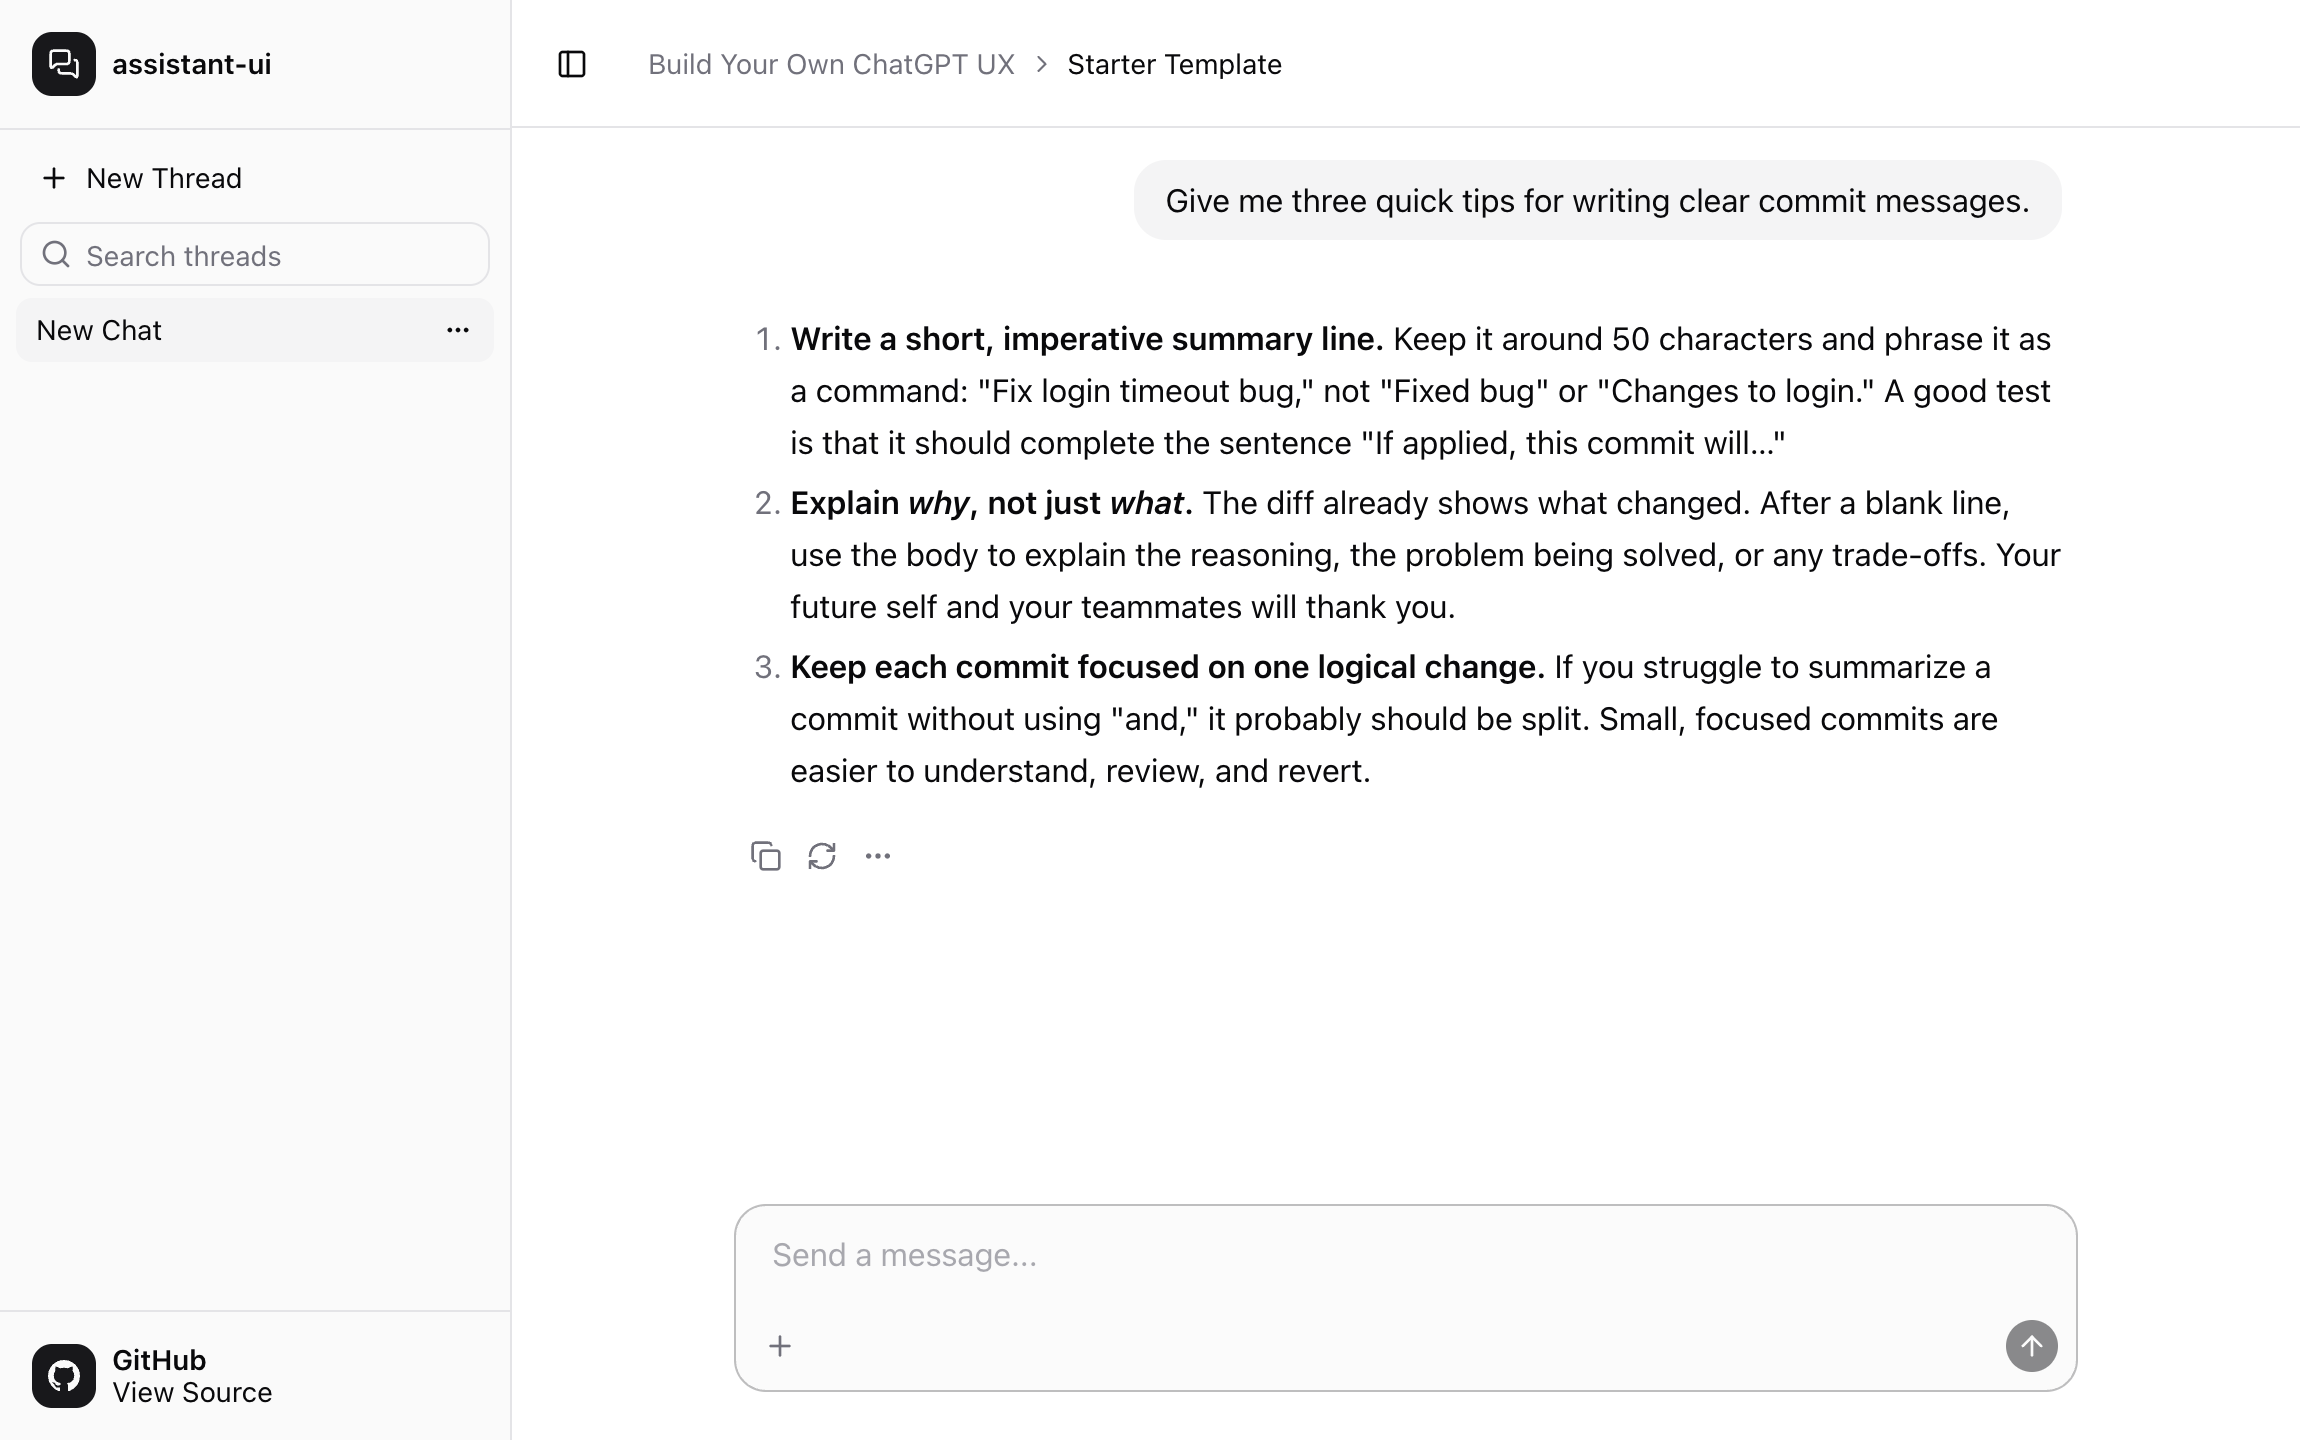 assistant-ui
New Thread
Search threads
New Chat
GitHub
View Source
Build Your Own ChatGPT UX > Starter Template
Give me three quick tips for writing clear commit messages.
1. Write a short, imperative summary line. Keep it around 50 characters and phrase it as
a command: "Fix login timeout bug," not "Fixed bug" or "Changes to login." A good test
is that it should complete the sentence "If applied, this commit will..."
2. Explain why, not just what. The diff already shows what changed. After a blank line,
use the body to explain the reasoning, the problem being solved, or any trade-offs. Your
future self and your teammates will thank you.
3. Keep each commit focused on one logical change. If you struggle to summarize a
commit without using "and," it probably should be split. Small, focused commits are
easier to understand, review, and revert.
Send a message...